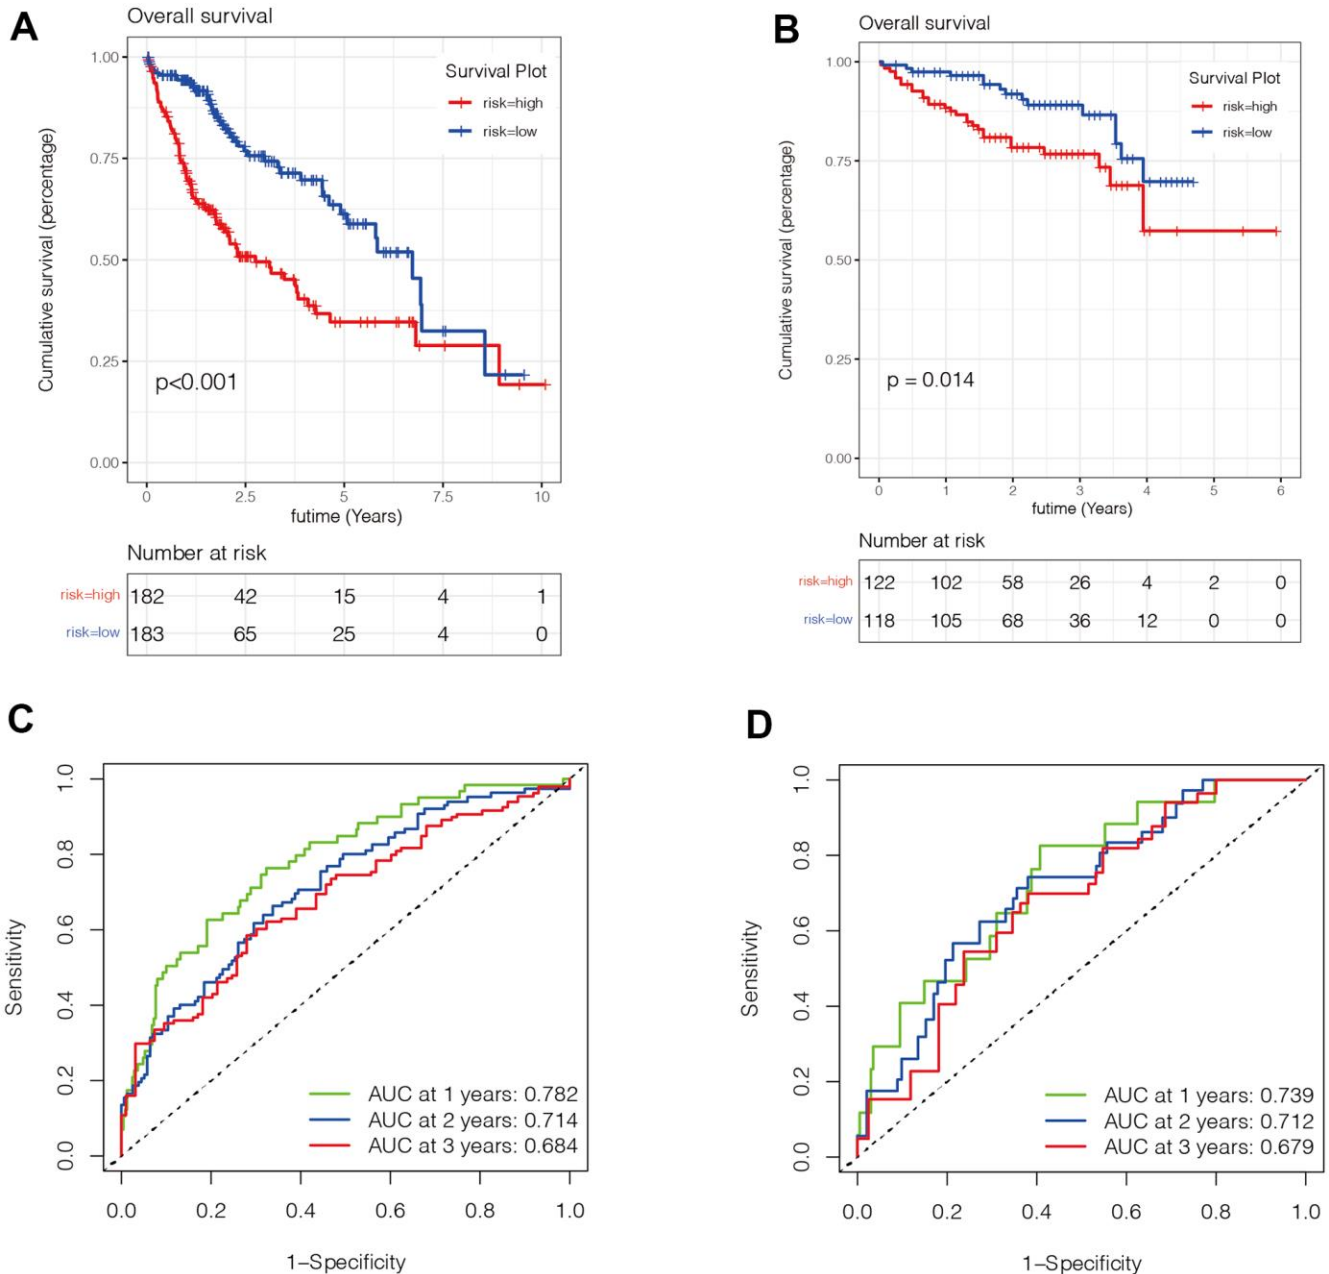 A
Overall survival
1.00
0.75
0.50
0.25
0.00
Cumulative survival (percentage)
Survival Plot
risk=high
risk=low
p<0.001
0 2.5 5 7.5 10
futime (Years)
Number at risk
risk=high 182 42 15 4 1
risk=low 183 65 25 4 0
B
Overall survival
1.00
0.75
0.50
0.25
0.00
Cumulative survival (percentage)
Survival Plot
risk=high
risk=low
p = 0.014
0 1 2 3 4 5 6
futime (Years)
Number at risk
risk=high 122 102 58 26 4 2 0
risk=low 118 105 68 36 12 0 0
C
1.0
0.8
0.6
0.4
0.2
0.0
Sensitivity
AUC at 1 years: 0.782
AUC at 2 years: 0.714
AUC at 3 years: 0.684
0.0 0.2 0.4 0.6 0.8 1.0
1–Specificity
D
1.0
0.8
0.6
0.4
0.2
0.0
Sensitivity
AUC at 1 years: 0.739
AUC at 2 years: 0.712
AUC at 3 years: 0.679
0.0 0.2 0.4 0.6 0.8 1.0
1–Specificity